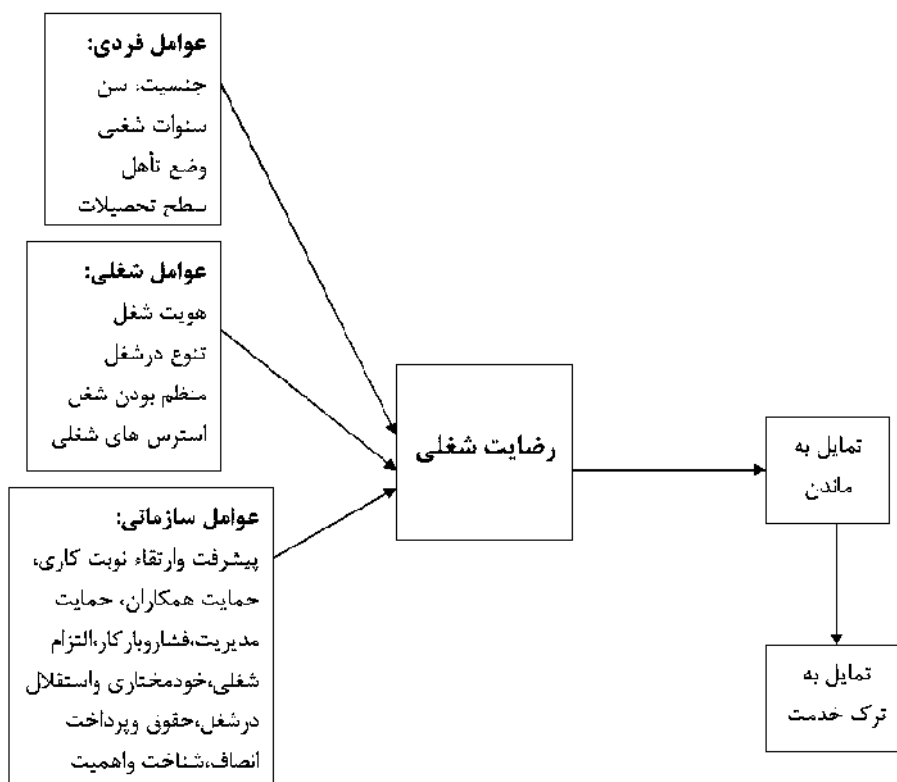 عوامل فردی:
جنسیت، سن
سنوات شغلی
وضع تأهل
سطح تحصیلات
عوامل شغلی:
هویت شغل
تنوع درشغل
منظم بودن شغل
استرس های شغلی
عوامل سازمانی:
پیشرفت وارتقاء نوبت کاری،
حمایت همکاران، حمایت
مدیریت،فشاروبارکار،التزام
شغلی،خودمختاری واستقلال
درشغل،حقوق وپرداخت
انصاف،شناخت واهمیت
رضایت شغلی
تمایل به
ماندن
تمایل به
ترک خدمت